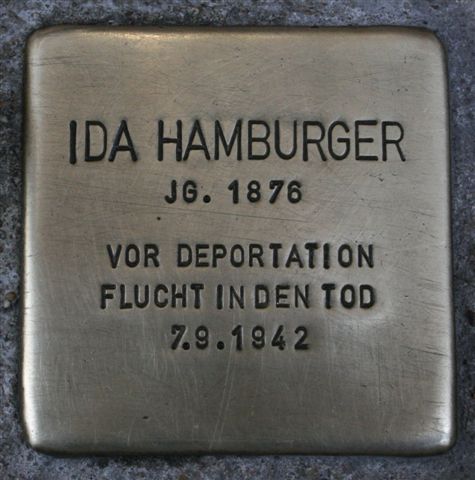 IDA HAMBURGER
JG. 1876
VOR DEPORTATION
FLUCHT IN DEN TOD
7.9.1942